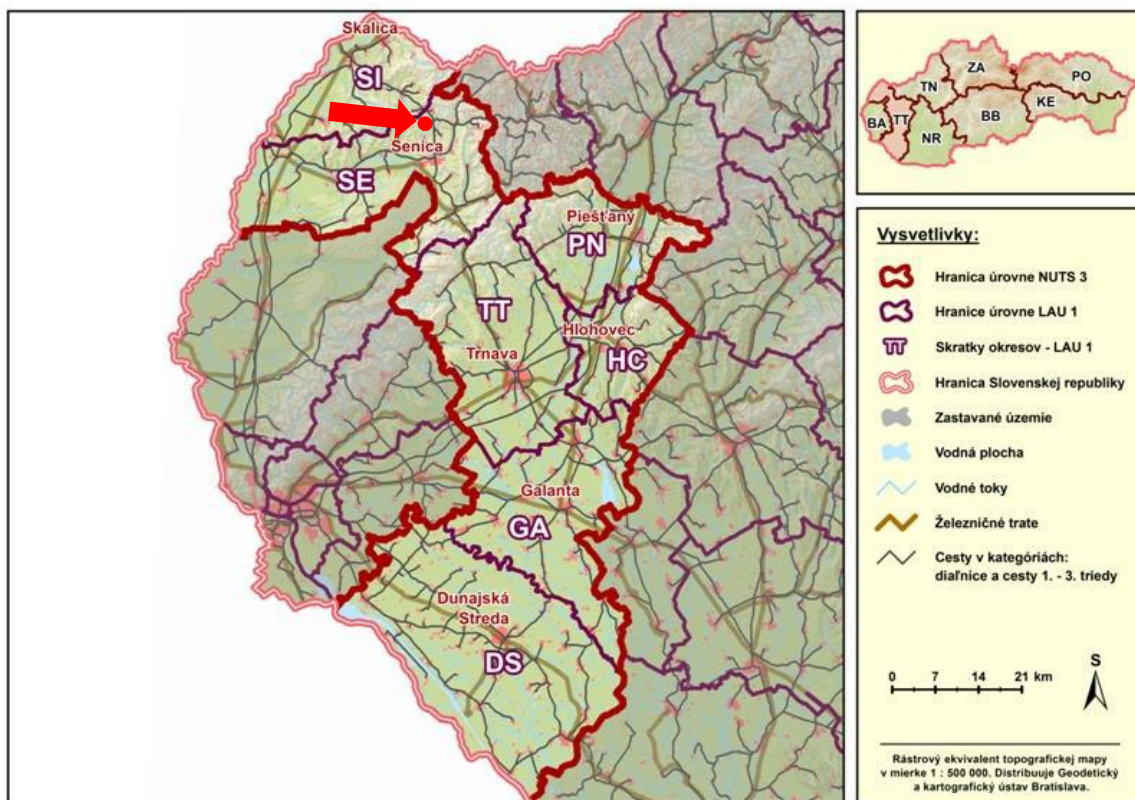 Skalica
SI
Senica
SE
Piešťany
PN
TT
Hlohovec
Trnava
HC
Galanta
GA
Dunajská
Streda
DS
ZA
PO
TN
KE
BA
TT
BB
NR
Vysvetlivky:
Hranica úrovne NUTS 3
Hranice úrovne LAU 1
TT
Skratky okresov - LAU 1
Hranica Slovenskej republiky
Zastavané územie
Vodná plocha
Vodné toky
Železničné trate
Cesty v kategóriách:
diaľnice a cesty 1. - 3. triedy
S
0 7 14 21 km
Rástrový ekvivalent topografickej mapy
v mierke 1 : 500 000. Distribuuje Geodetický
a kartografický ústav Bratislava.